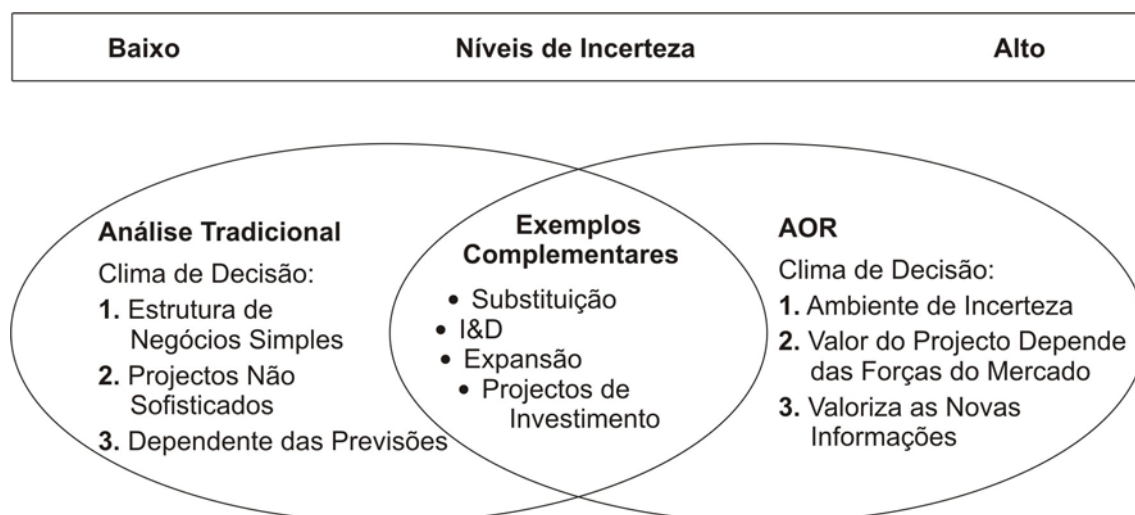 Baixo Níveis de Incerteza Alto
Análise Tradicional
Clima de Decisão:
1. Estrutura de
Negócios Simples
2. Projectos Não
Sofisticados
3. Dependente das Previsões
Exemplos
Complementares
• Substituição
• I&D
• Expansão
• Projectos de
Investimento
AOR
Clima de Decisão:
1. Ambiente de Incerteza
2. Valor do Projecto Depende
das Forças do Mercado
3. Valoriza as Novas
Informações